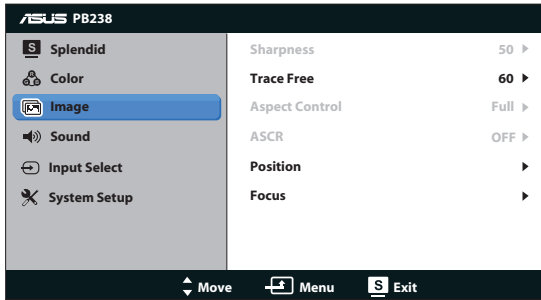 ASUS PB238
S Splendid
Color
Image
Sound
Input Select
System Setup
Sharpness 50
Trace Free 60
Aspect Control Full
ASCR OFF
Position
Focus
Move Menu S Exit